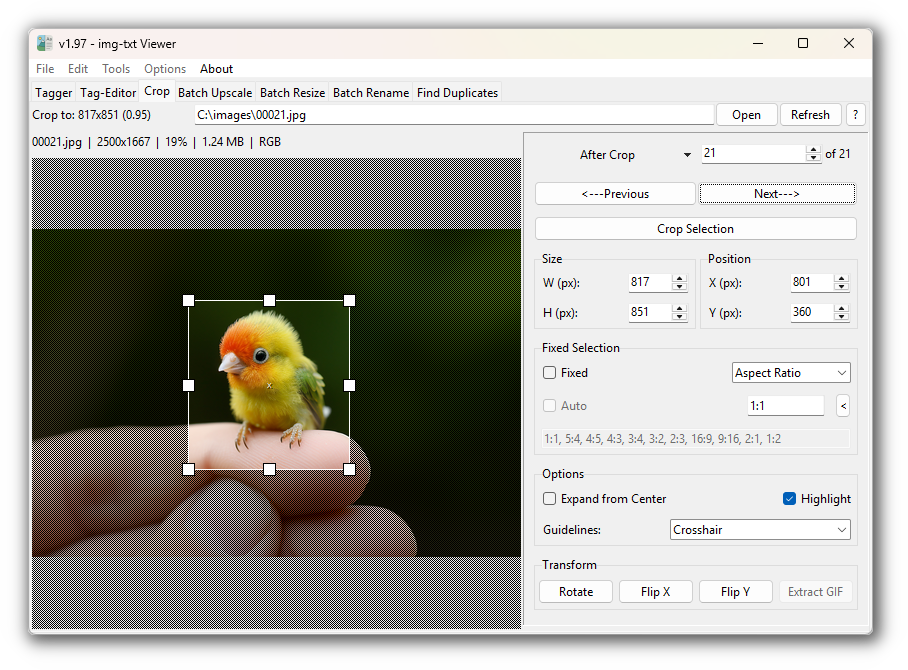 v1.97 - img-txt Viewer
File Edit Tools Options About
Tagger Tag-Editor Crop Batch Upscale Batch Resize Batch Rename Find Duplicates
Crop to: 817x851 (0.95) C:\images\00021.jpg Open Refresh ?
00021.jpg | 2500x1667 | 19% | 1.24 MB | RGB
After Crop 21 of 21
<---Previous Next--->
Crop Selection
Size Position
W (px): 817 X (px): 801
H (px): 851 Y (px): 360
Fixed Selection
Fixed Aspect Ratio
Auto 1:1 <
1:1, 5:4, 4:5, 4:3, 3:4, 3:2, 2:3, 16:9, 9:16, 2:1, 1:2
Options
Expand from Center Highlight
Guidelines: Crosshair
Transform
Rotate Flip X Flip Y Extract GIF